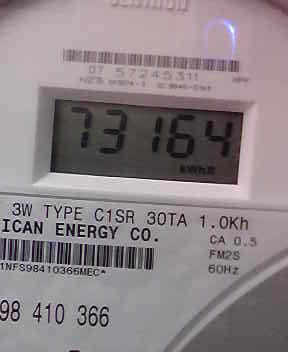 CENTRON
07 57245311
73164
kWhR
3W TYPE C1SR 30TA 1.0Kh
ICAN ENERGY CO.
CA 0.5
FM2S
60Hz
1NFS98410366MEC*
98 410 366